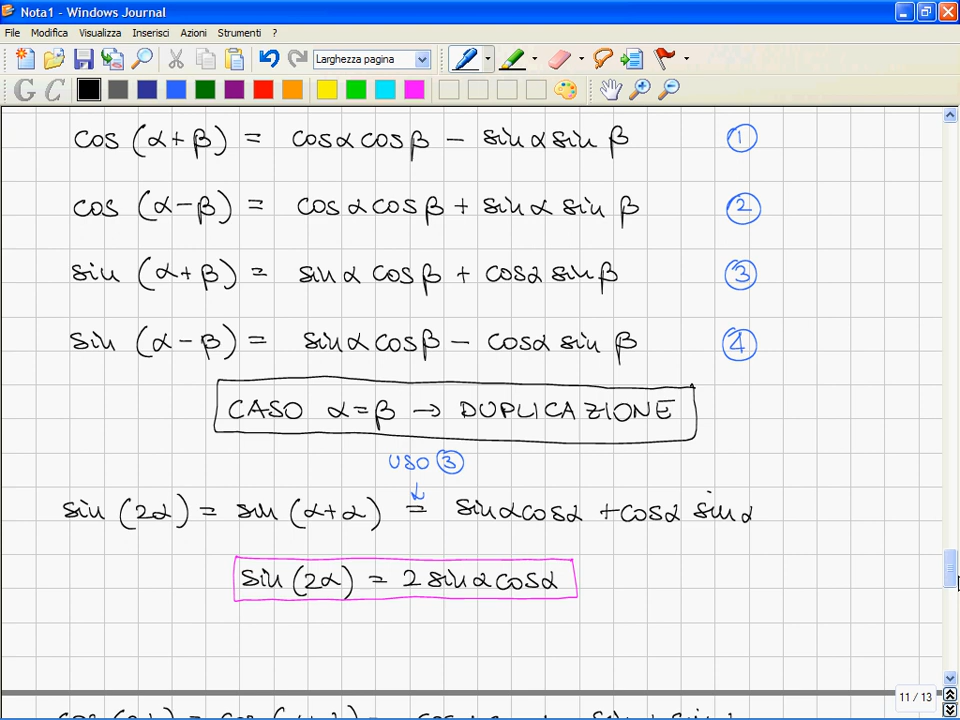 Nota1 - Windows Journal
File Modifica Visualizza Inserisci Azioni Strumenti ?
Larghezza pagina
G C
cos (α+β) = cosα cosβ − sinα sinβ ①
cos (α−β) = cosα cosβ + sinα sinβ ②
sin (α+β) = sinα cosβ + cosα sinβ ③
sin (α−β) = sinα cosβ − cosα sinβ ④
CASO α=β → DUPLICAZIONE
USO ③
sin (2α) = sin (α+α) = sinα cosα + cosα sinα
sin (2α) = 2 sinα cosα
11 / 13